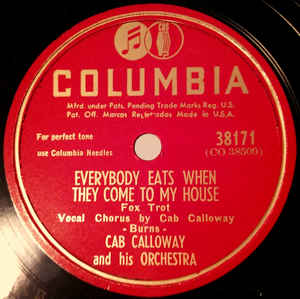 COLUMBIA
Mfrd. under Pats. Pending Trade Marks Reg. U.S.
Pat. Off. Marcas Registradas Made in U.S.A.
For perfect tone
use Columbia Needles
38171
(CO 38500)
EVERYBODY EATS WHEN
THEY COME TO MY HOUSE
Fox Trot
Vocal Chorus by Cab Calloway
-Burns-
CAB CALLOWAY
and his ORCHESTRA